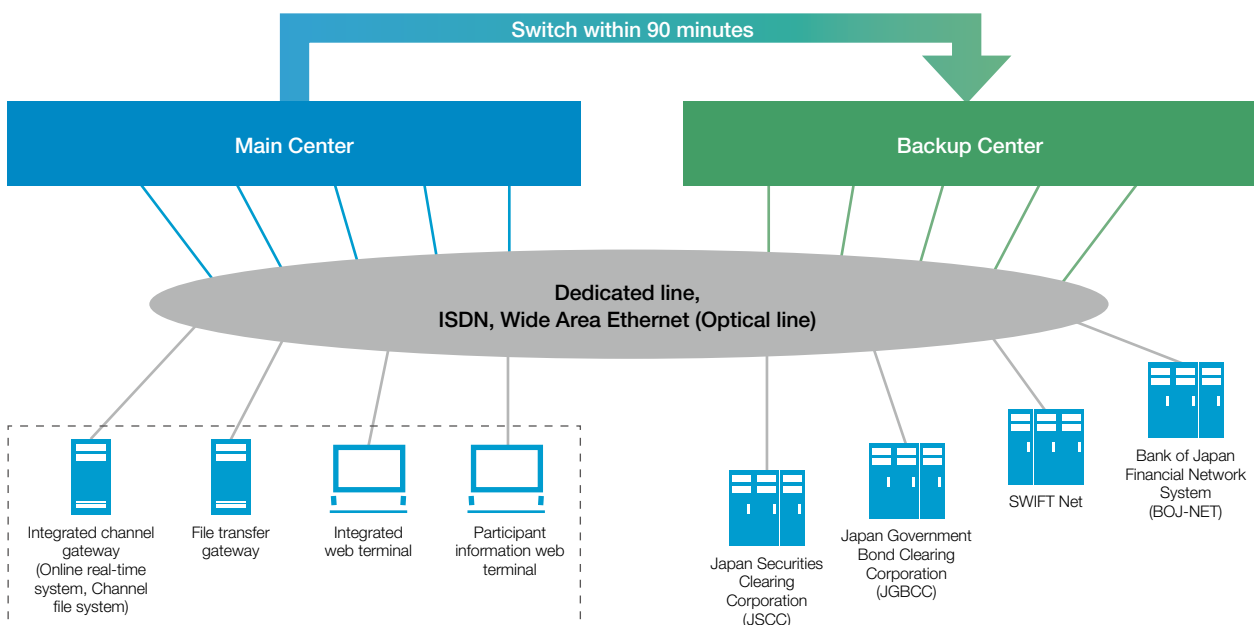 Switch within 90 minutes
Main Center
Backup Center
Dedicated line,
ISDN, Wide Area Ethernet (Optical line)
Integrated channel
gateway
(Online real-time
system, Channel
file system)
File transfer
gateway
Integrated
web terminal
Participant
information web
terminal
Japan Securities
Clearing
Corporation
(JSCC)
Japan Government
Bond Clearing
Corporation
(JGBCC)
SWIFT Net
Bank of Japan
Financial Network
System
(BOJ-NET)